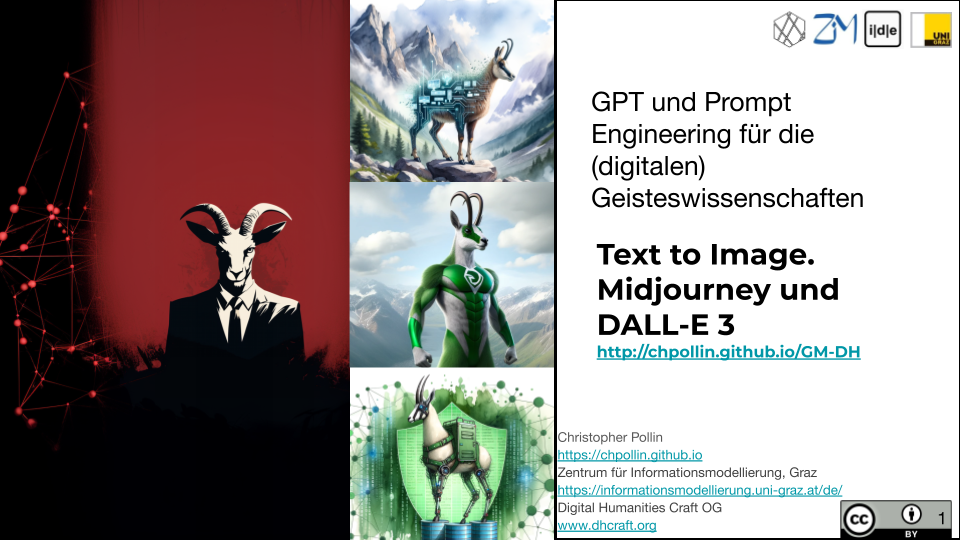 ZIM
i|d|e
UNI
GRAZ
GPT und Prompt
Engineering für die
(digitalen)
Geisteswissenschaften
Text to Image.
Midjourney und
DALL-E 3
http://chpollin.github.io/GM-DH
Christopher Pollin
https://chpollin.github.io
Zentrum für Informationsmodellierung, Graz
https://informationsmodellierung.uni-graz.at/de/
Digital Humanities Craft OG
www.dhcraft.org
cc
BY
1